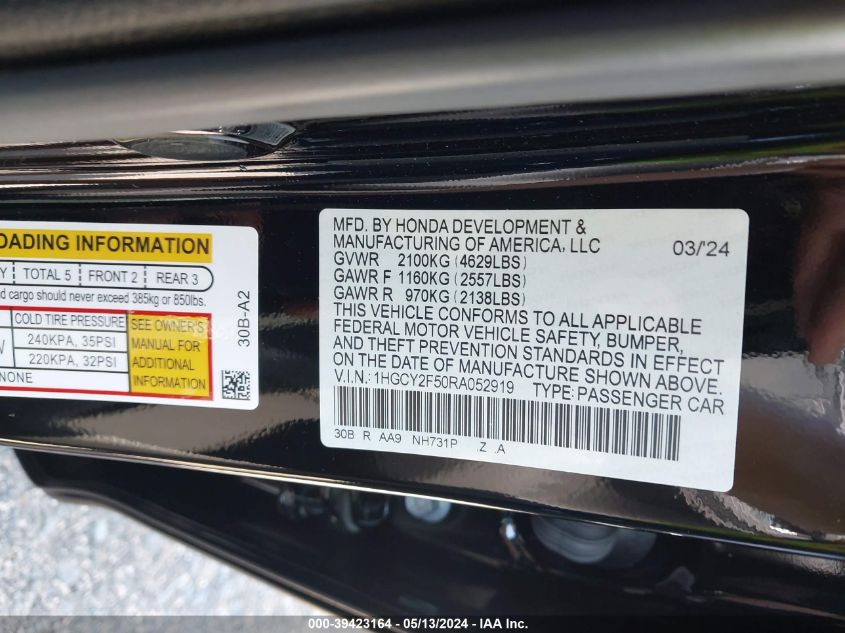 OADING INFORMATION
Y TOTAL 5 FRONT 2 REAR 3
d cargo should never exceed 385kg or 850lbs.
COLD TIRE PRESSURE
240KPA, 35PSI
220KPA, 32PSI
NONE
SEE OWNER'S
MANUAL FOR
ADDITIONAL
INFORMATION
30B-A2
MFD. BY HONDA DEVELOPMENT &
MANUFACTURING OF AMERICA, LLC 03/'24
GVWR 2100KG (4629LBS)
GAWR F 1160KG (2557LBS)
GAWR R 970KG (2138LBS)
THIS VEHICLE CONFORMS TO ALL APPLICABLE
FEDERAL MOTOR VEHICLE SAFETY, BUMPER,
AND THEFT PREVENTION STANDARDS IN EFFECT
ON THE DATE OF MANUFACTURE SHOWN ABOVE.
V.I.N.: 1HGCY2F50RA052919 TYPE: PASSENGER CAR
30B R AA9 NH731P .Z .A
000-39423164 - 05/13/2024 - IAA Inc.